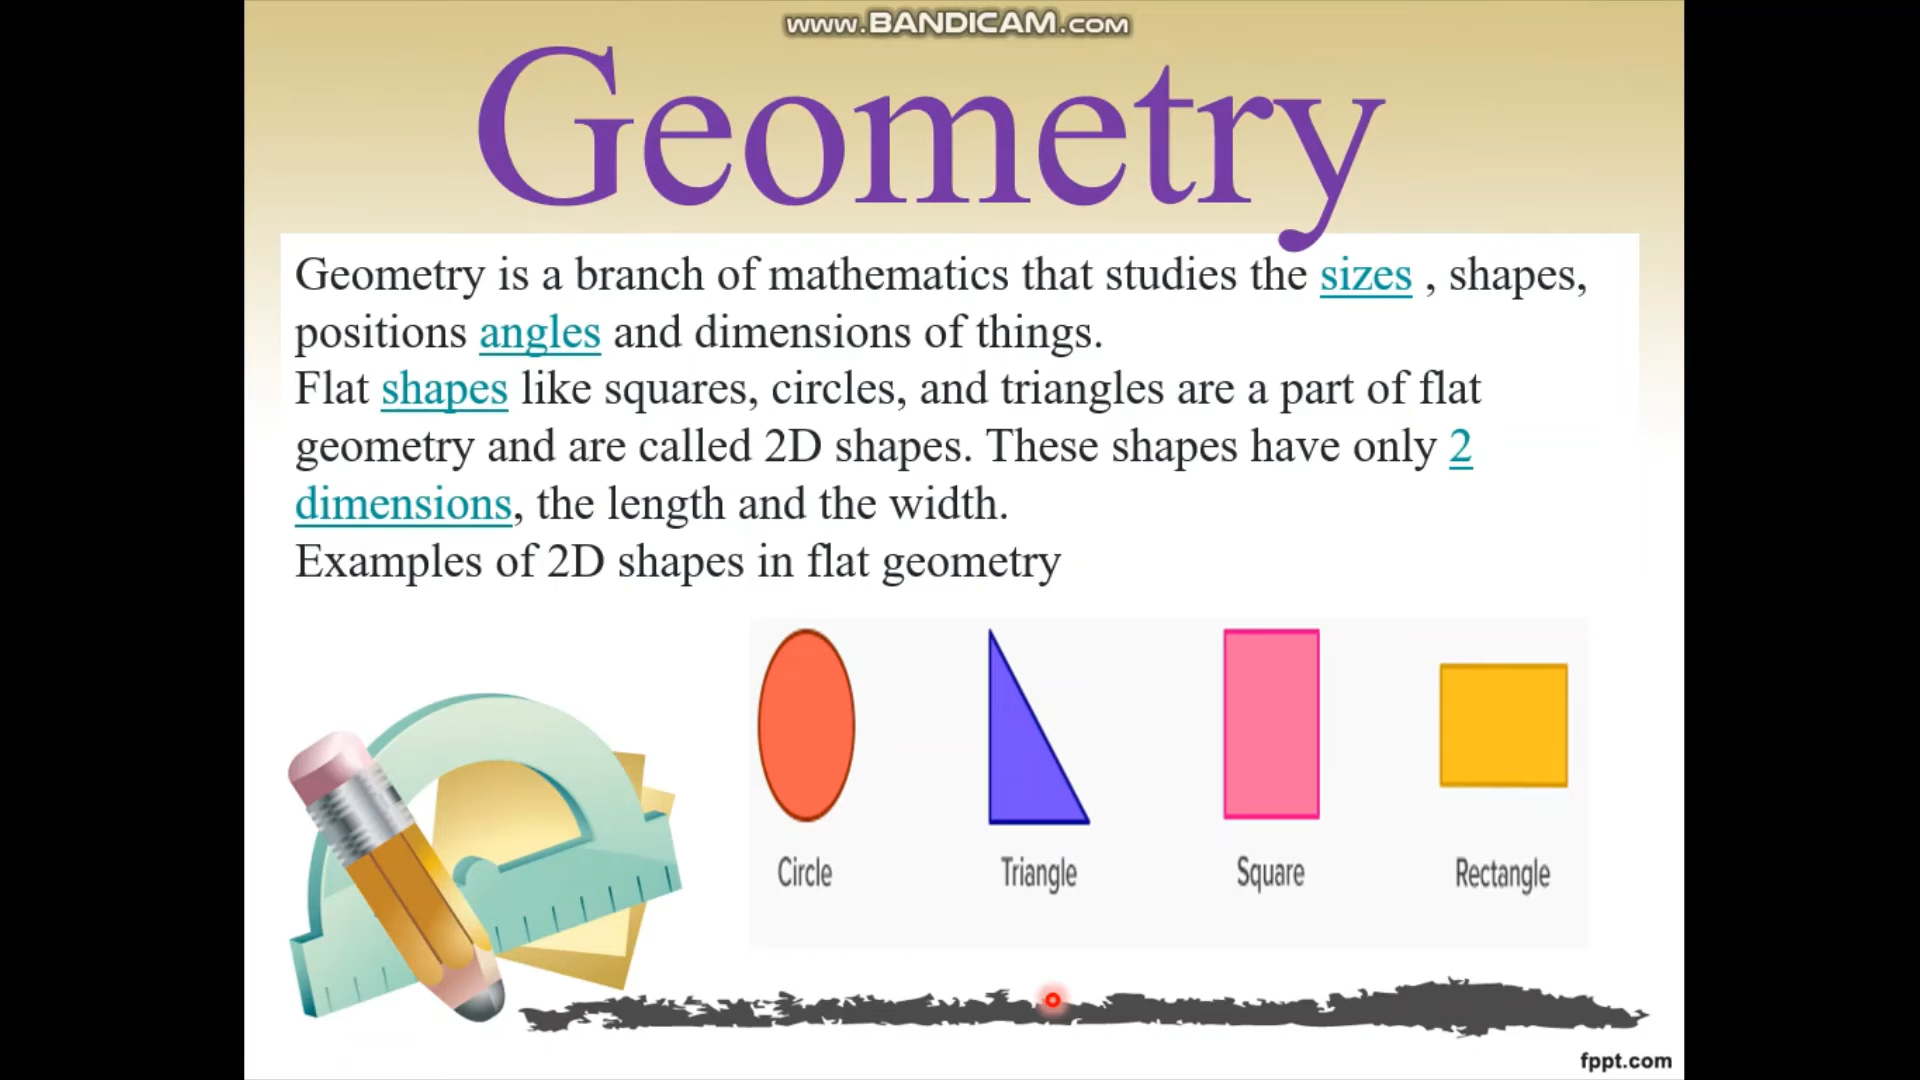 www.BANDICAM.com
Geometry
Geometry is a branch of mathematics that studies the sizes , shapes,
positions angles and dimensions of things.
Flat shapes like squares, circles, and triangles are a part of flat
geometry and are called 2D shapes. These shapes have only 2
dimensions, the length and the width.
Examples of 2D shapes in flat geometry
Circle Triangle Square Rectangle
fppt.com